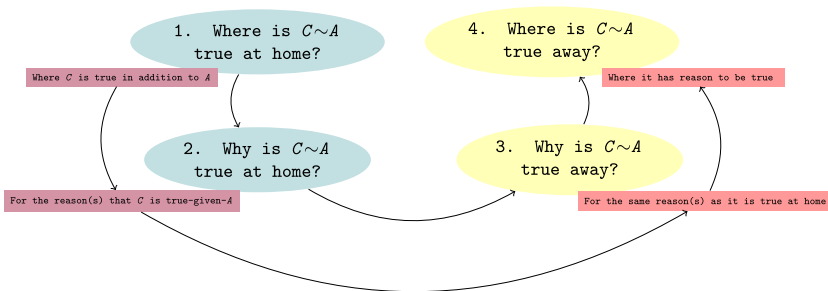 1. Where is C∼A
true at home?
Where C is true in addition to A
2. Why is C∼A
true at home?
For the reason(s) that C is true-given-A
4. Where is C∼A
true away?
Where it has reason to be true
3. Why is C∼A
true away?
For the same reason(s) as it is true at home